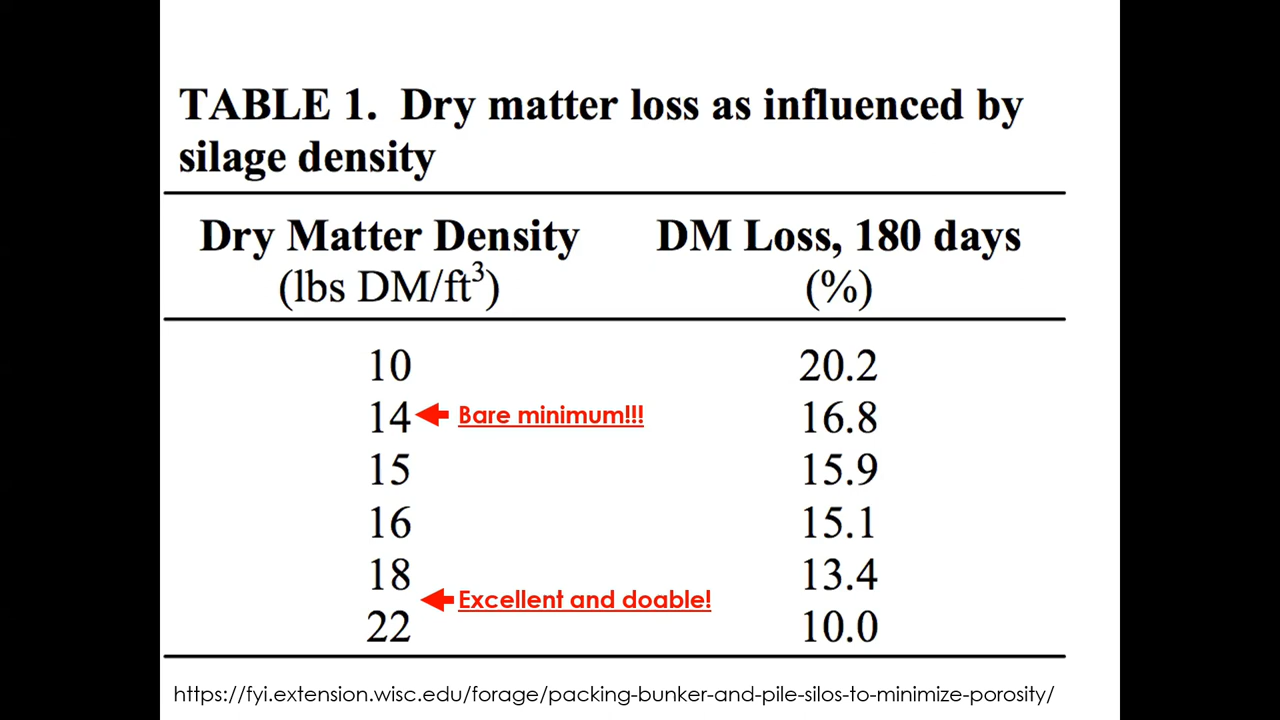 TABLE 1. Dry matter loss as influenced by
silage density
Dry Matter Density DM Loss, 180 days
(lbs DM/ft³) (%)
10 20.2
14 Bare minimum!!! 16.8
15 15.9
16 15.1
18 13.4
Excellent and doable!
22 10.0
https://fyi.extension.wisc.edu/forage/packing-bunker-and-pile-silos-to-minimize-porosity/